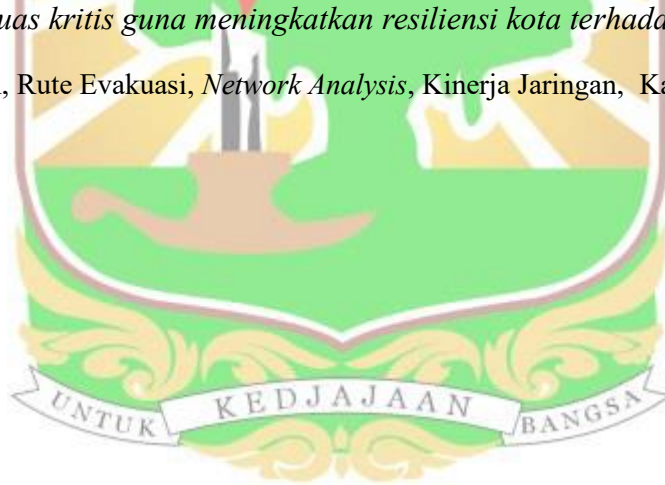 uas kritis guna meningkatkan resiliensi kota terhada
, Rute Evakuasi, Network Analysis, Kinerja Jaringan, Ka
UNTUK KEDJAJAAN BANGSA